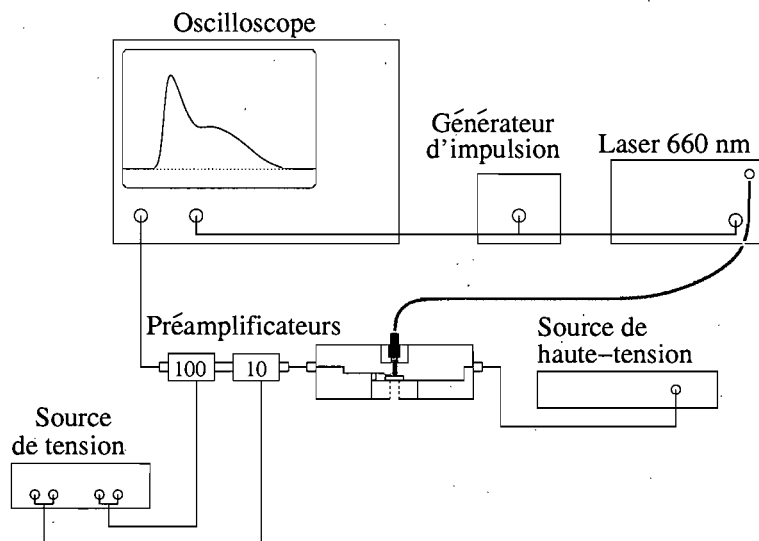 Oscilloscope
Générateur
d'impulsion
Laser 660 nm
Préamplificateurs
100
10
Source de
haute-tension
Source
de tension